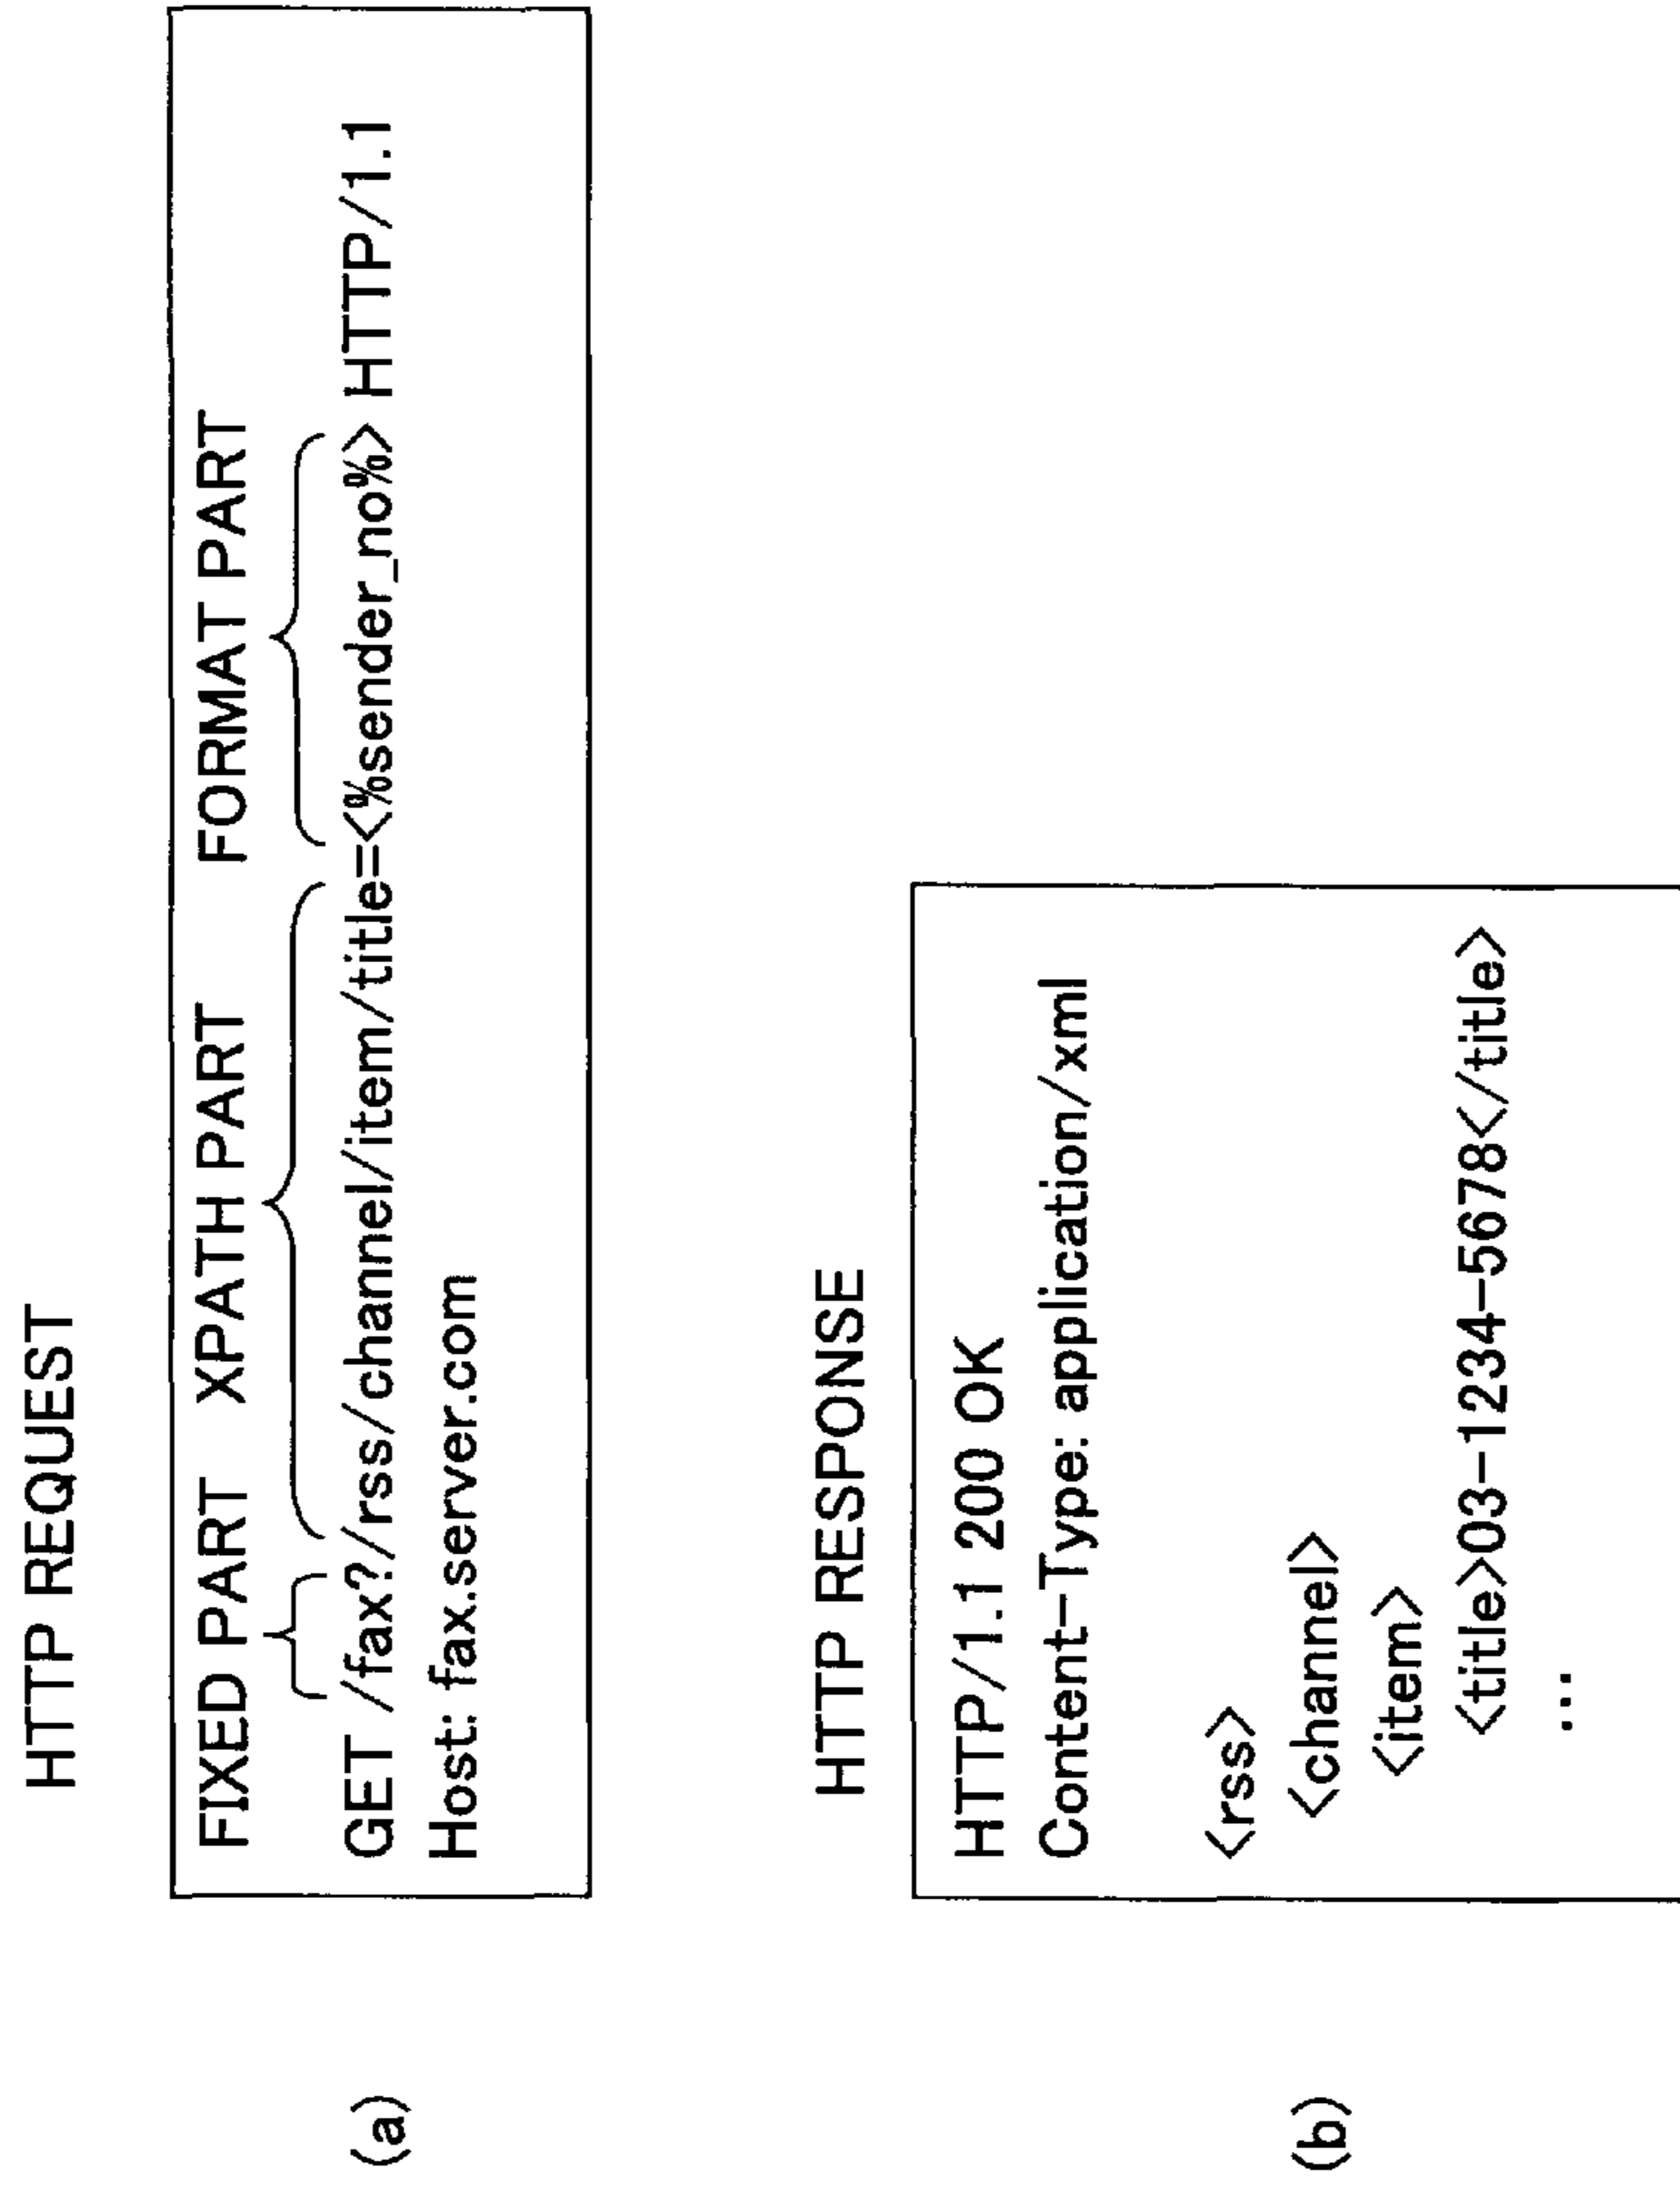 HTTP REQUEST
FIXED PART XPATH PART FORMAT PART
(a)
GET /fax?/rss/channel/item/title=<%sender_no%> HTTP/1.1
Host: fax.server.com
HTTP RESPONSE
HTTP/1.1 200 OK
Content-Type: application/xml
<rss>
(b)
<channel>
<item>
<title>03-1234-5678</title>
...